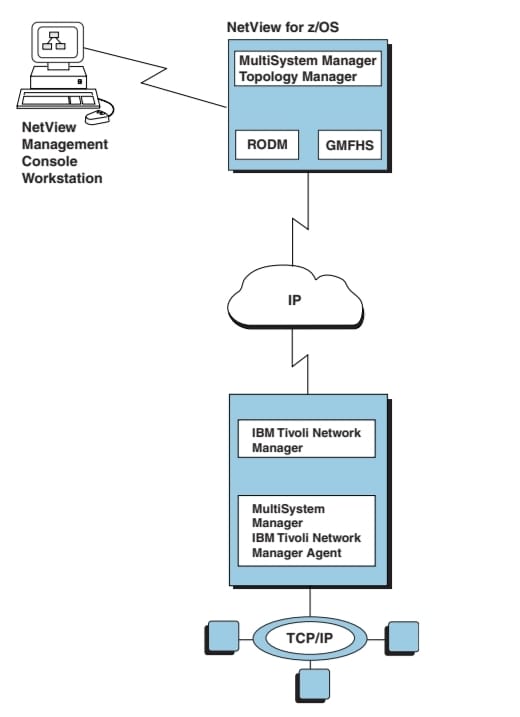 NetView for z/OS
MultiSystem Manager
Topology Manager
RODM
GMFHS
NetView
Management
Console
Workstation
IP
IBM Tivoli Network
Manager
MultiSystem
Manager
IBM Tivoli Network
Manager Agent
TCP/IP